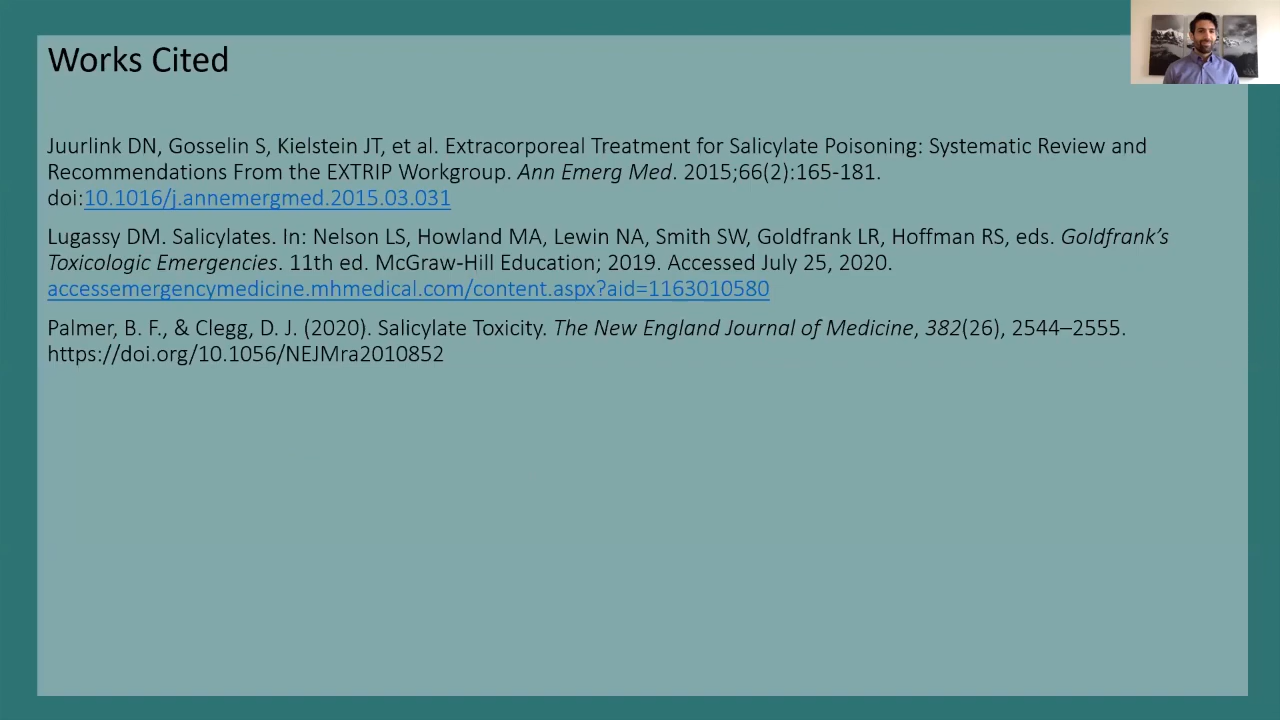 Works Cited
Juurlink DN, Gosselin S, Kielstein JT, et al. Extracorporeal Treatment for Salicylate Poisoning: Systematic Review and
Recommendations From the EXTRIP Workgroup. Ann Emerg Med. 2015;66(2):165-181.
doi:10.1016/j.annemergmed.2015.03.031
Lugassy DM. Salicylates. In: Nelson LS, Howland MA, Lewin NA, Smith SW, Goldfrank LR, Hoffman RS, eds. Goldfrank’s
Toxicologic Emergencies. 11th ed. McGraw-Hill Education; 2019. Accessed July 25, 2020.
accessemergencymedicine.mhmedical.com/content.aspx?aid=1163010580
Palmer, B. F., & Clegg, D. J. (2020). Salicylate Toxicity. The New England Journal of Medicine, 382(26), 2544–2555.
https://doi.org/10.1056/NEJMra2010852